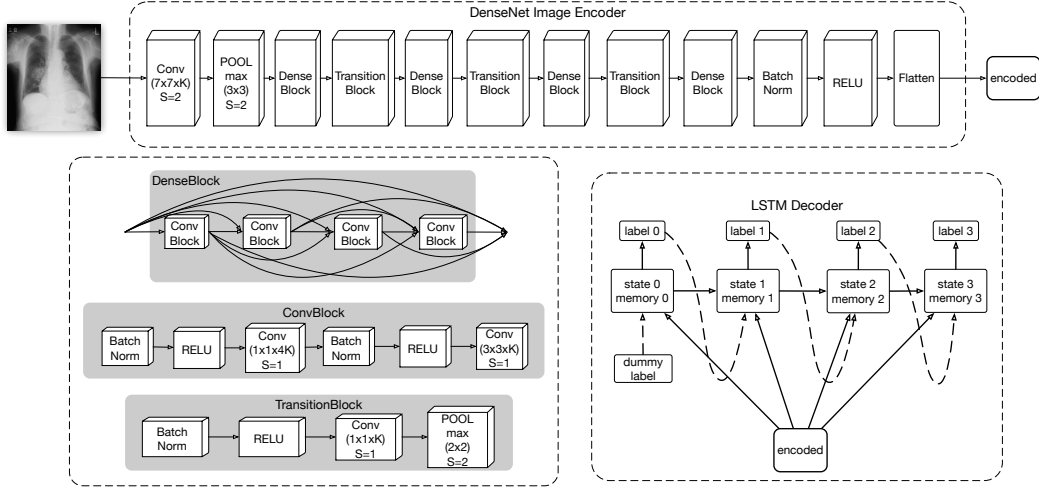 DenseNet Image Encoder
Conv
(7x7xK)
S=2
POOL
max
(3x3)
S=2
Dense
Block
Transition
Block
Dense
Block
Transition
Block
Dense
Block
Transition
Block
Dense
Block
Batch
Norm
RELU
Flatten
encoded
DenseBlock
Conv
Block
Conv
Block
Conv
Block
Conv
Block
ConvBlock
Batch
Norm
RELU
Conv
(1x1x4K)
S=1
Batch
Norm
RELU
Conv
(3x3xK)
S=1
TransitionBlock
Batch
Norm
RELU
Conv
(1x1xK)
S=1
POOL
max
(2x2)
S=2
LSTM Decoder
label 0
label 1
label 2
label 3
state 0
memory 0
state 1
memory 1
state 2
memory 2
state 3
memory 3
dummy
label
encoded